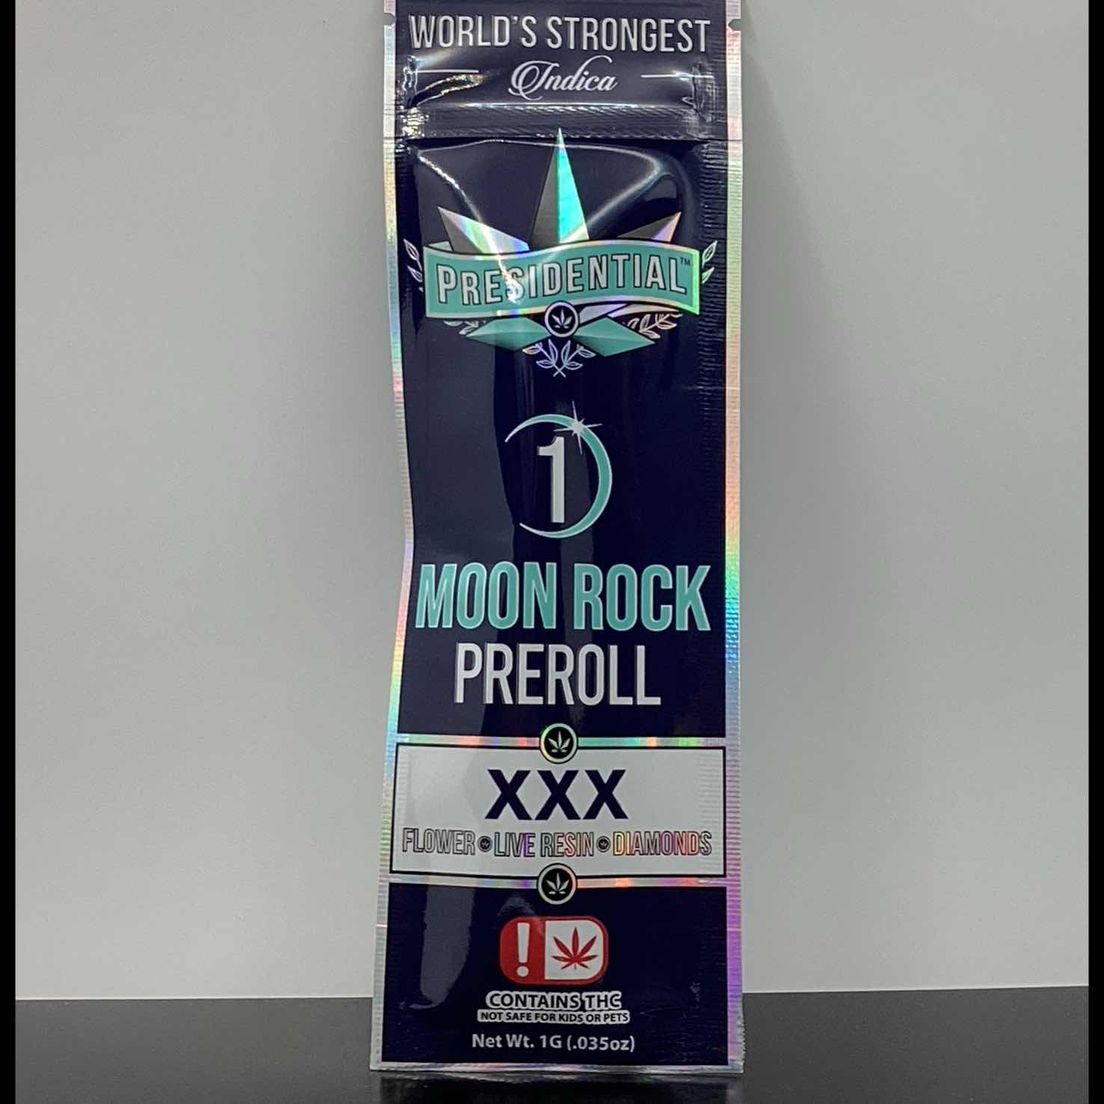 WORLD'S STRONGEST
Indica
PRESIDENTIAL™
1
MOON ROCK
PREROLL
XXX
FLOWER • LIVE RESIN • DIAMONDS
!
CONTAINS THC
NOT SAFE FOR KIDS OR PETS
Net Wt. 1G (.035oz)